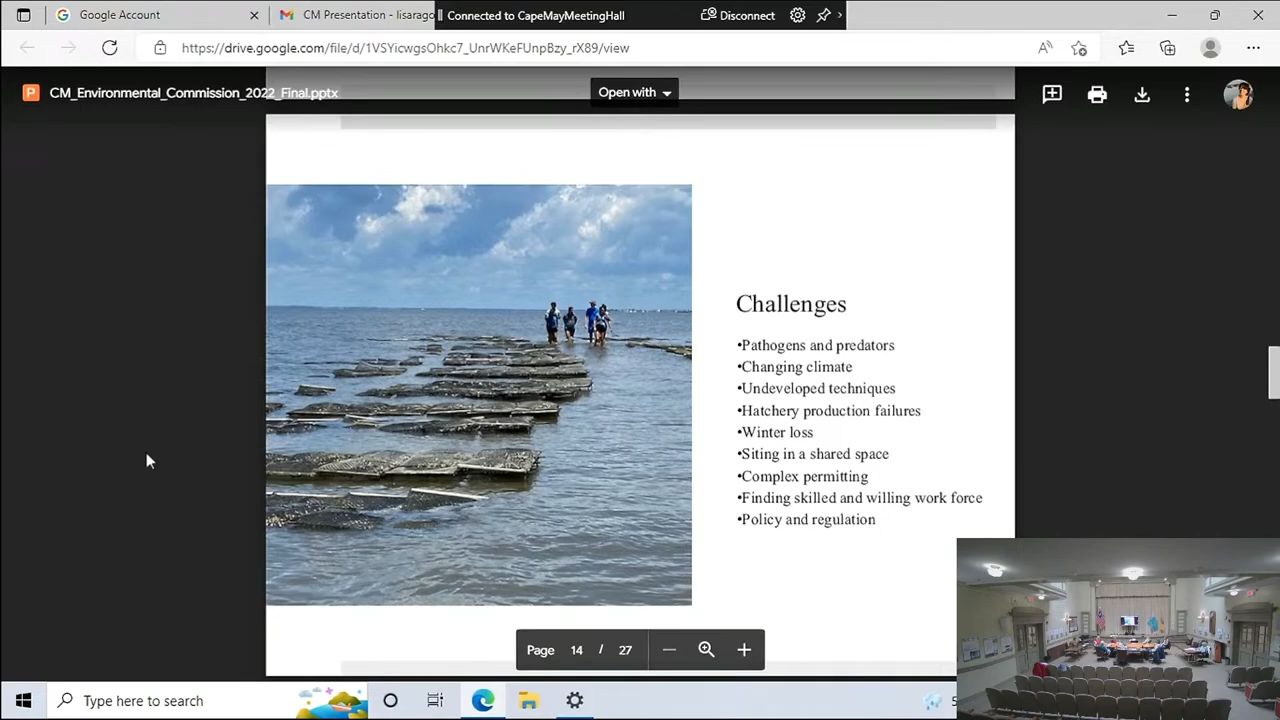 Google Account
CM Presentation - lisarago
Connected to CapeMayMeetingHall
Disconnect
https://drive.google.com/file/d/1VSYicwgsOhkc7_UnrWKeFUnpBzy_rX89/view
P
CM_Environmental_Commission_2022_Final.pptx
Open with
Challenges
•Pathogens and predators
•Changing climate
•Undeveloped techniques
•Hatchery production failures
•Winter loss
•Siting in a shared space
•Complex permitting
•Finding skilled and willing work force
•Policy and regulation
Page 14 / 27
Type here to search